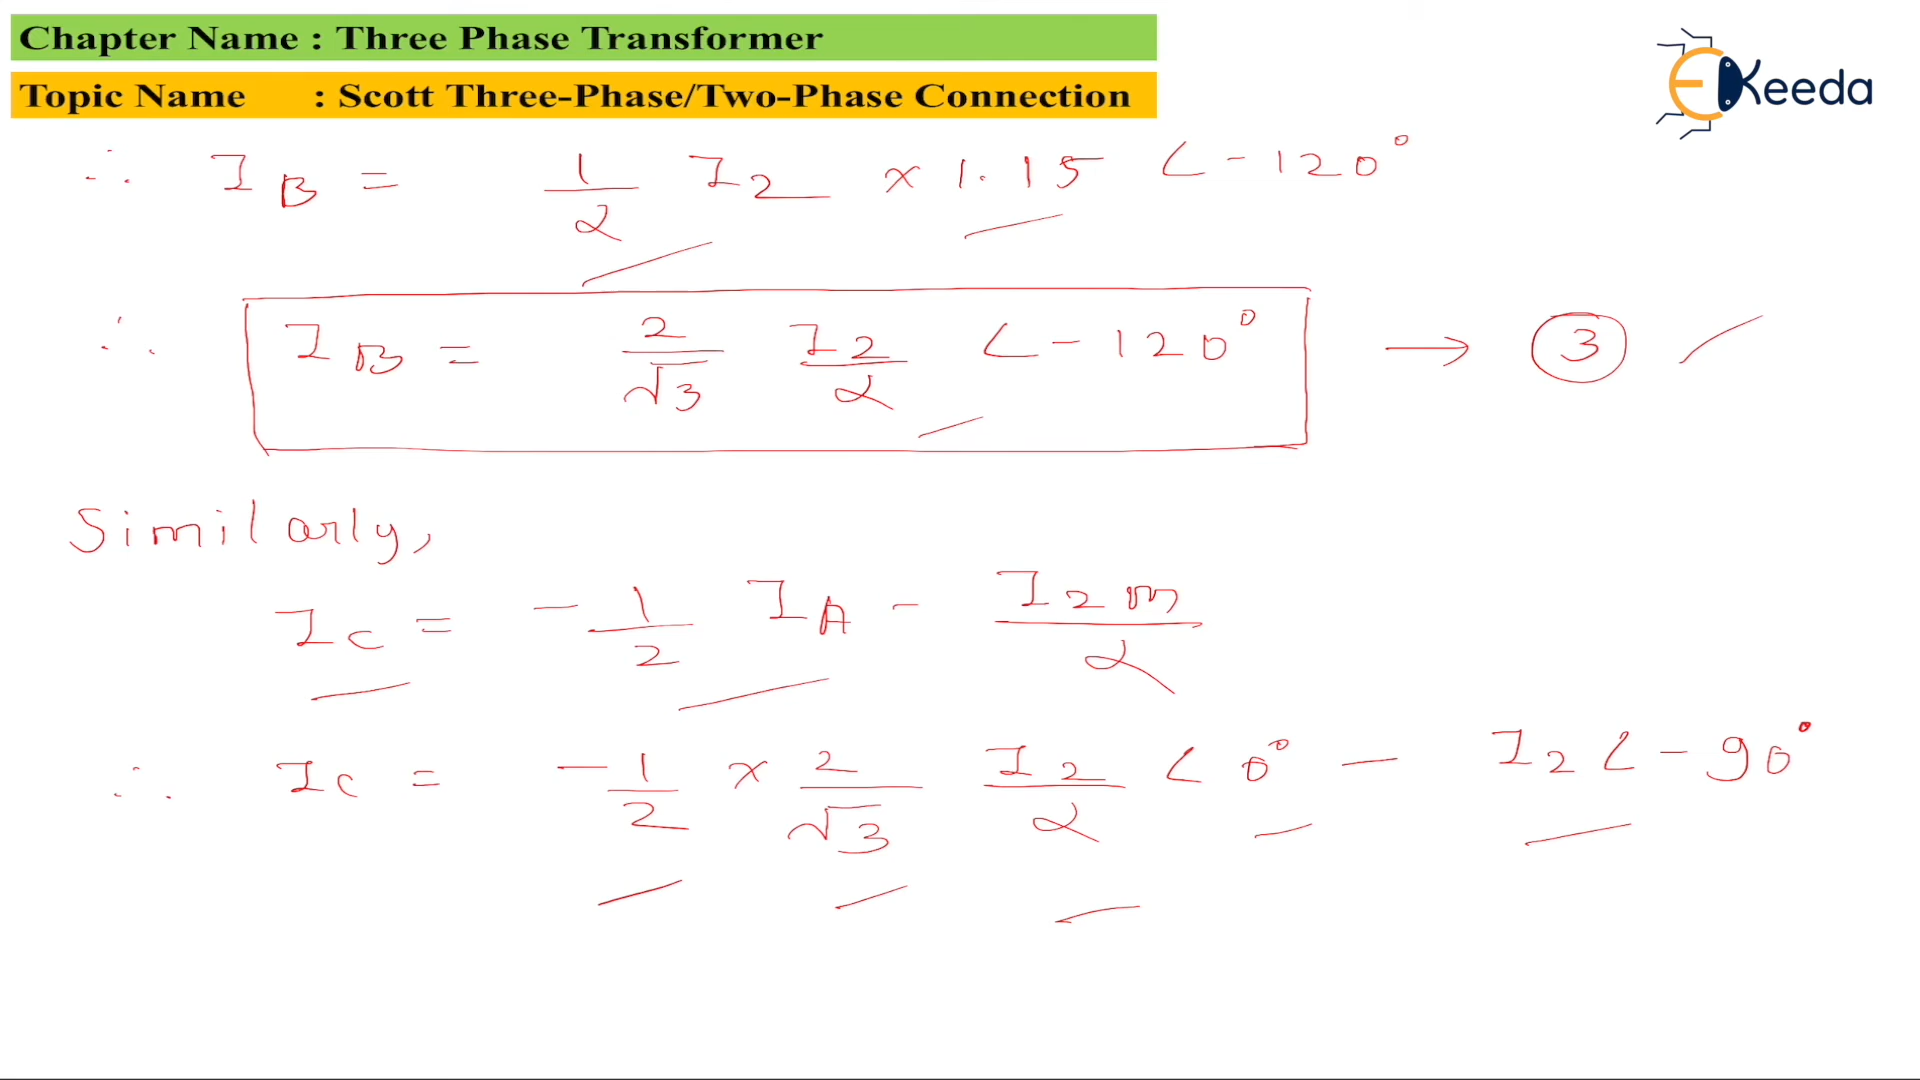 Chapter Name : Three Phase Transformer
Topic Name : Scott Three-Phase/Two-Phase Connection
EKeeda
∴ I_B = 1/α I_2 × 1.15 ∠-120°
∴ I_B = 2/√3 I_2/α ∠-120° → ③
Similarly,
I_C = -1/2 I_A - I_2m/α
∴ I_C = -1/2 × 2/√3 I_2/α ∠0° - I_2 ∠-90°